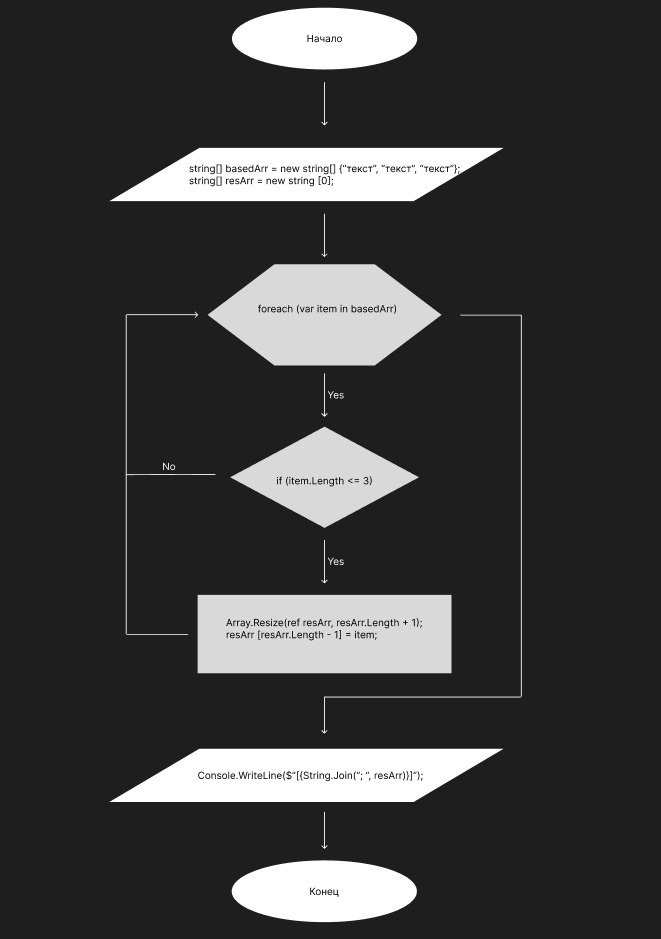 Начало
string[] basedArr = new string[] {“текст”, “текст”, “текст”};
string[] resArr = new string [0];
foreach (var item in basedArr)
Yes
No
if (item.Length <= 3)
Yes
Array.Resize(ref resArr, resArr.Length + 1);
resArr [resArr.Length - 1] = item;
Console.WriteLine($”[{String.Join(“; “, resArr)}]”);
Конец